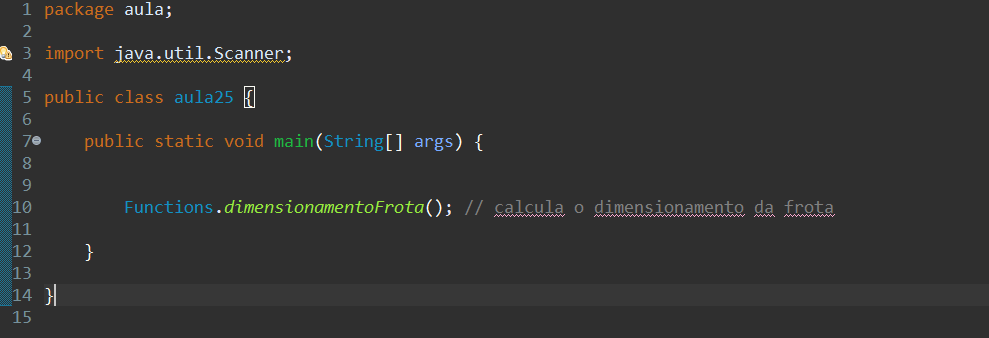 1 package aula;
2
3 import java.util.Scanner;
4
5 public class aula25 {
6
7 public static void main(String[] args) {
8
9
10 Functions.dimensionamentoFrota(); // calcula o dimensionamento da frota
11
12 }
13
14 }
15